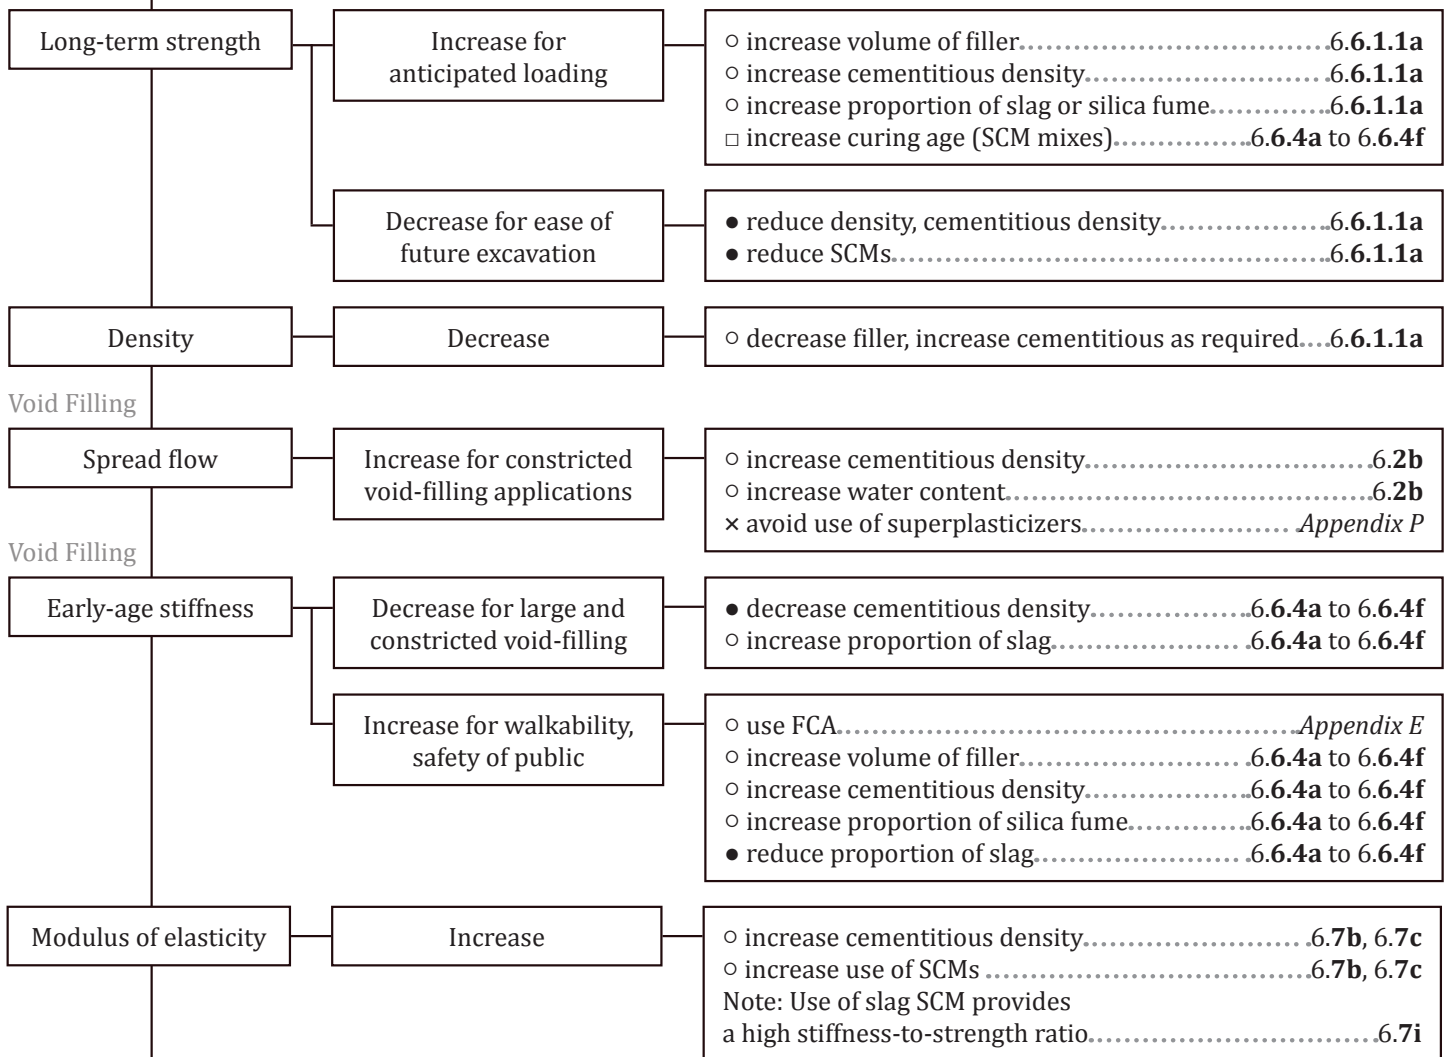 Long-term strength
Increase for
anticipated loading
○ increase volume of filler 6.6.1.1a
○ increase cementitious density 6.6.1.1a
○ increase proportion of slag or silica fume 6.6.1.1a
□ increase curing age (SCM mixes) 6.6.4a to 6.6.4f
Decrease for ease of
future excavation
● reduce density, cementitious density 6.6.1.1a
● reduce SCMs 6.6.1.1a
Density
Decrease
○ decrease filler, increase cementitious as required 6.6.1.1a
Void Filling
Spread flow
Increase for constricted
void-filling applications
○ increase cementitious density 6.2b
○ increase water content 6.2b
× avoid use of superplasticizers Appendix P
Void Filling
Early-age stiffness
Decrease for large and
constricted void-filling
● decrease cementitious density 6.6.4a to 6.6.4f
○ increase proportion of slag 6.6.4a to 6.6.4f
Increase for walkability,
safety of public
○ use FCA Appendix E
○ increase volume of filler 6.6.4a to 6.6.4f
○ increase cementitious density 6.6.4a to 6.6.4f
○ increase proportion of silica fume 6.6.4a to 6.6.4f
● reduce proportion of slag 6.6.4a to 6.6.4f
Modulus of elasticity
Increase
○ increase cementitious density 6.7b, 6.7c
○ increase use of SCMs 6.7b, 6.7c
Note: Use of slag SCM provides
a high stiffness-to-strength ratio 6.7i